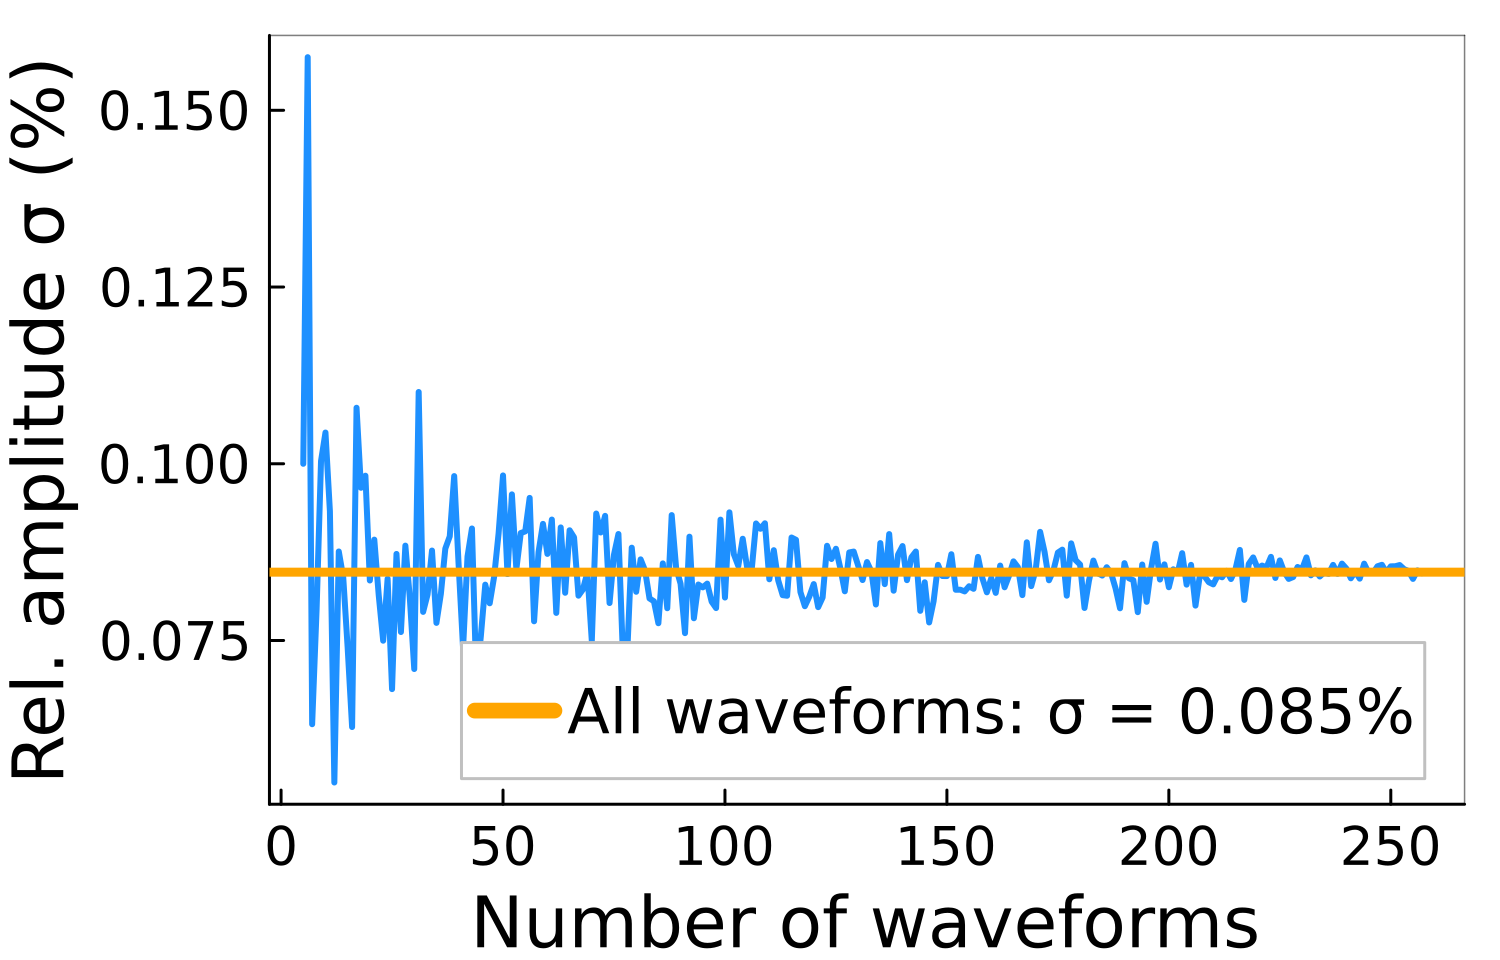 Rel. amplitude σ (%)
0.150
0.125
0.100
0.075
All waveforms: σ = 0.085%
0 50 100 150 200 250
Number of waveforms